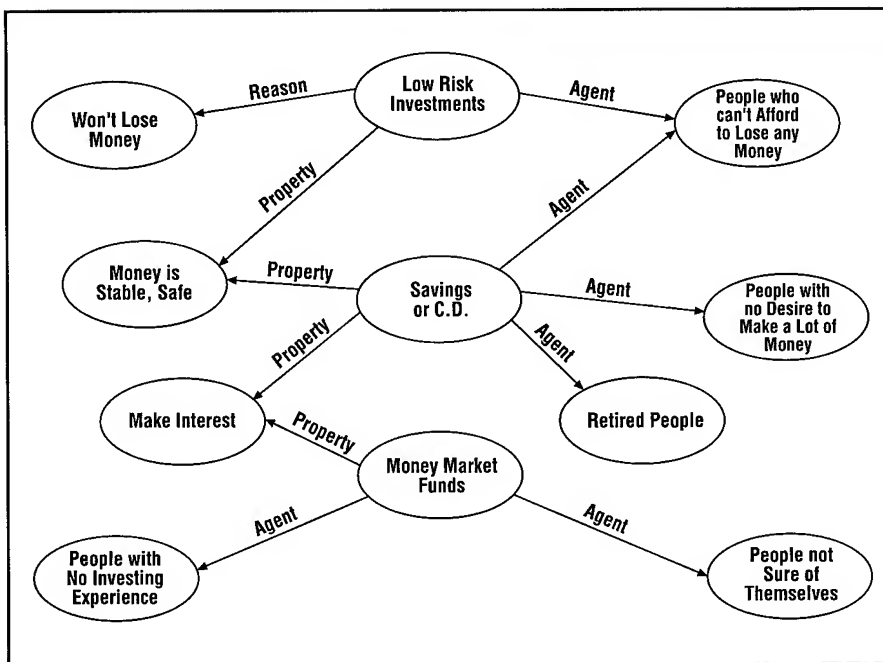 Reason
Low Risk
Investments
Agent
Won't Lose
Money
People who
can't Afford
to Lose any
Money
Property
Agent
Money is
Stable, Safe
Property
Savings
or C.D.
Agent
People with
no Desire to
Make a Lot of
Money
Property
Agent
Make Interest
Property
Retired People
Money Market
Funds
Agent
Agent
People with
No Investing
Experience
People not
Sure of
Themselves